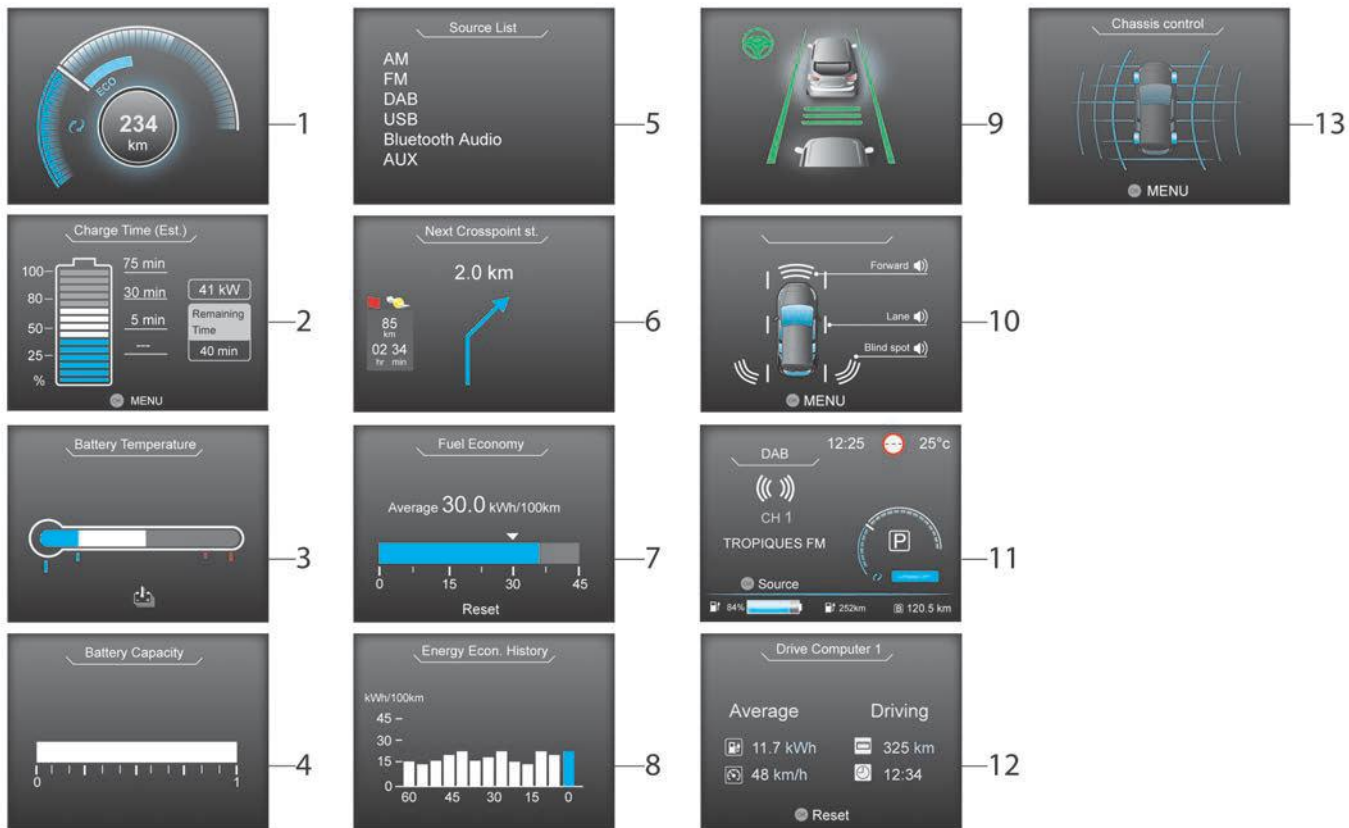 ECO
234
km
1
Charge Time (Est.)
100
75 min
80
30 min
41 kW
50
5 min
Remaining
Time
25
---
40 min
%
OK MENU
2
Battery Temperature
3
Battery Capacity
0
1
4
Source List
AM
FM
DAB
USB
Bluetooth Audio
AUX
5
Next Crosspoint st.
2.0 km
85
km
02 34
hr min
6
Fuel Economy
Average 30.0 kWh/100km
0 15 30 45
Reset
7
Energy Econ. History
kWh/100km
45
30
15
0
60 45 30 15 0
8
9
Forward
Lane
Blind spot
OK MENU
10
12:25 --- 25°c
DAB
CH 1
TROPIQUES FM
P
OK Source
84% 252km B 120.5 km
11
Drive Computer 1
Average Driving
11.7 kWh 325 km
48 km/h 12:34
OK Reset
12
Chassis control
OK MENU
13